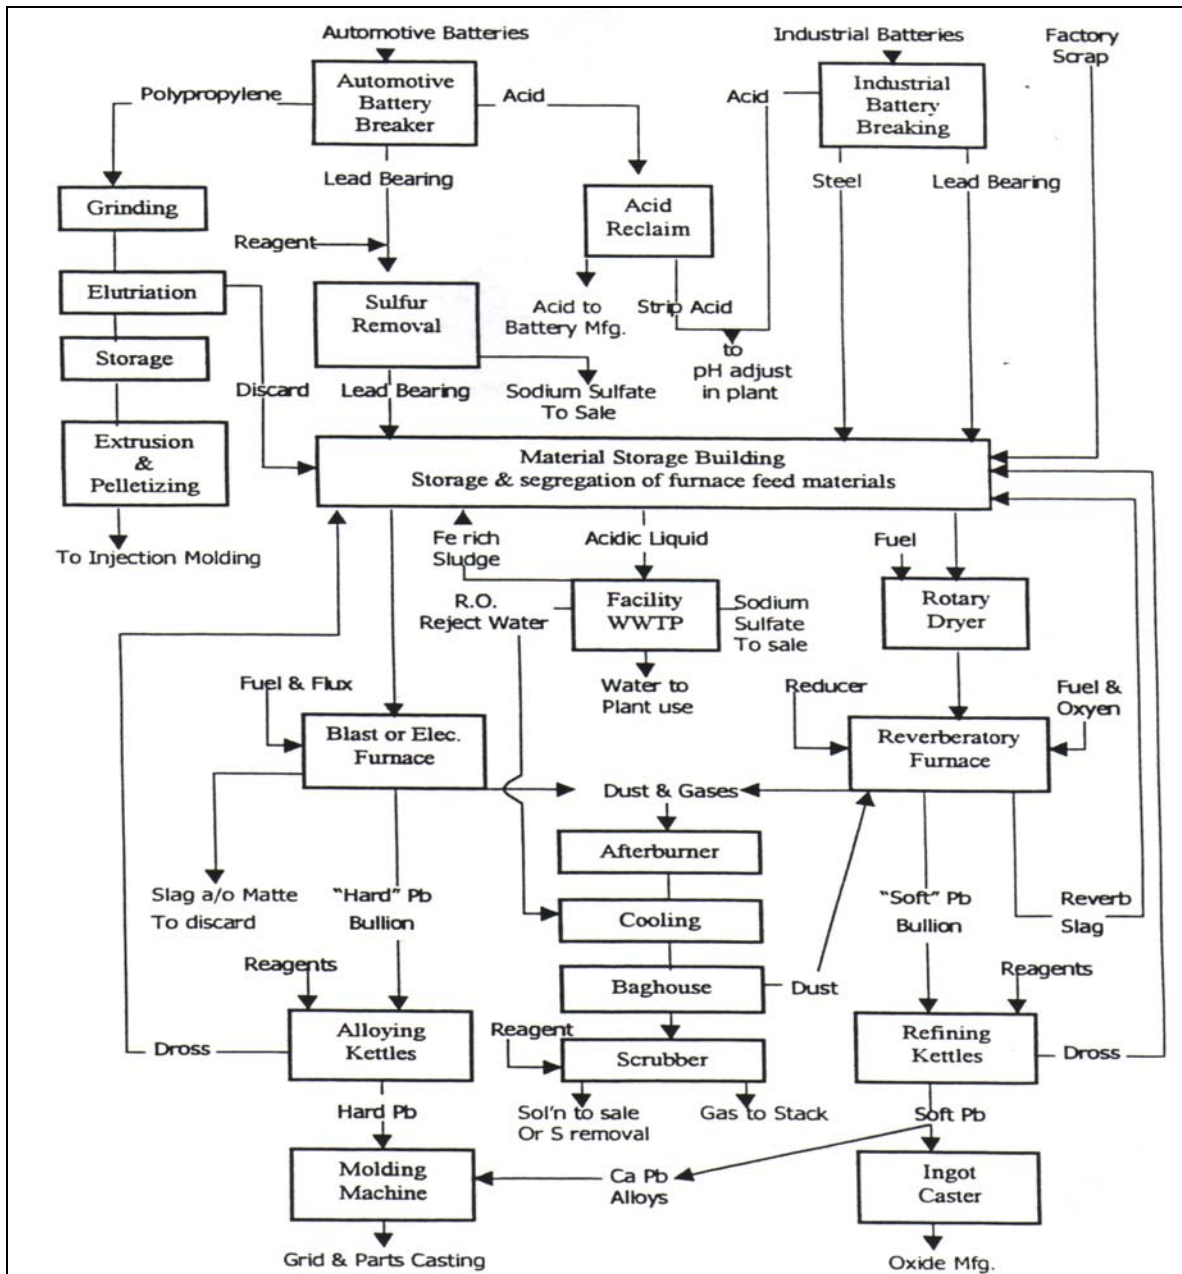 Automotive Batteries
Industrial Batteries
Factory
Scrap
Automotive
Battery
Breaker
Polypropylene
Acid
Acid
Industrial
Battery
Breaking
Lead Bearing
Steel
Lead Bearing
Grinding
Acid
Reclaim
Reagent
Elutriation
Sulfur
Removal
Acid to
Battery Mfg.
Strip Acid
to
pH adjust
in plant
Storage
Discard
Lead Bearing
Sodium Sulfate
To Sale
Extrusion
&
Pelletizing
Material Storage Building
Storage & segregation of furnace feed materials
To Injection Molding
Fe rich
Sludge
Acidic Liquid
Fuel
R.O.
Reject Water
Facility
WWTP
Sodium
Sulfate
To sale
Rotary
Dryer
Fuel & Flux
Water to
Plant use
Reducer
Fuel &
Oxyen
Blast or Elec.
Furnace
Reverberatory
Furnace
Dust & Gases
Afterburner
Slag a/o Matte
To discard
"Hard" Pb
Bullion
Cooling
"Soft" Pb
Bullion
Reverb
Slag
Reagents
Baghouse
Dust
Reagents
Alloying
Kettles
Reagent
Scrubber
Refining
Kettles
Dross
Dross
Hard Pb
Sol'n to sale
Or S removal
Gas to Stack
Soft Pb
Molding
Machine
Ca Pb
Alloys
Ingot
Caster
Grid & Parts Casting
Oxide Mfg.